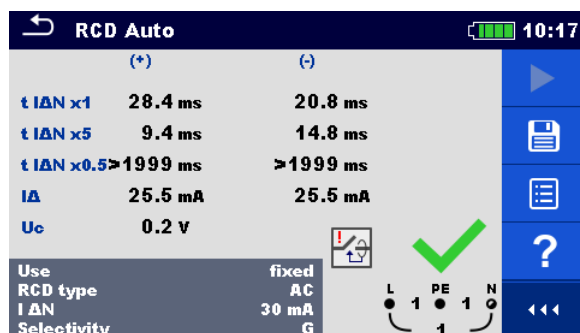 RCD Auto 10:17
(+) (-)
t IΔN x1 28.4 ms 20.8 ms
t IΔN x5 9.4 ms 14.8 ms
t IΔN x0.5 >1999 ms >1999 ms
IΔ 25.5 mA 25.5 mA
Uc 0.2 V
!
?
Use fixed
RCD type AC
I ΔN 30 mA
Selectivity G
L PE N
1 1
1